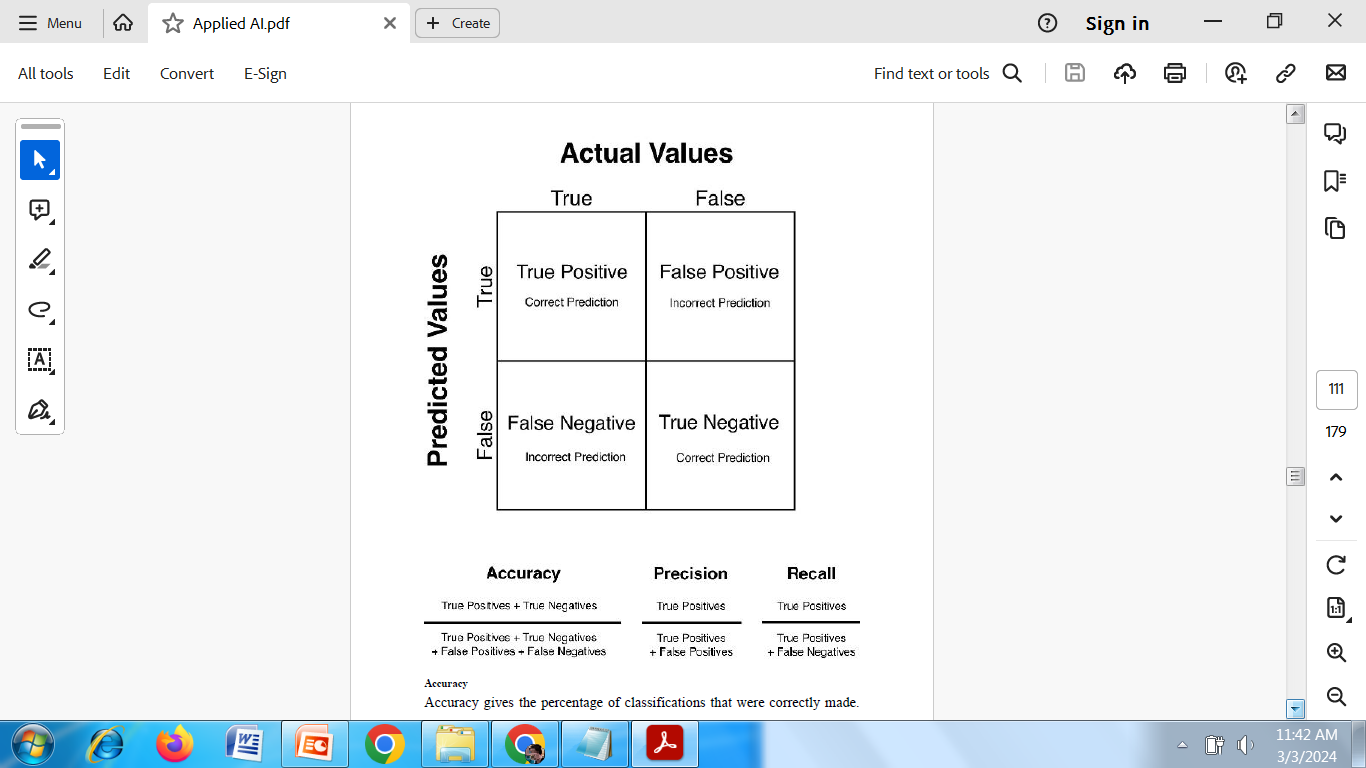 Menu
Applied AI.pdf
Create
Sign in
All tools
Edit
Convert
E-Sign
Find text or tools
Actual Values
True
False
Predicted Values
True
True Positive
False Positive
Correct Prediction
Incorrect Prediction
False
False Negative
True Negative
Incorrect Prediction
Correct Prediction
Accuracy
Precision
Recall
True Positives + True Negatives
True Positives
True Positives
True Positives + True Negatives
+ False Positives + False Negatives
True Positives
+ False Positives
True Positives
+ False Negatives
Accuracy
Accuracy gives the percentage of classifications that were correctly made.
111
179
1:1
11:42 AM
3/3/2024